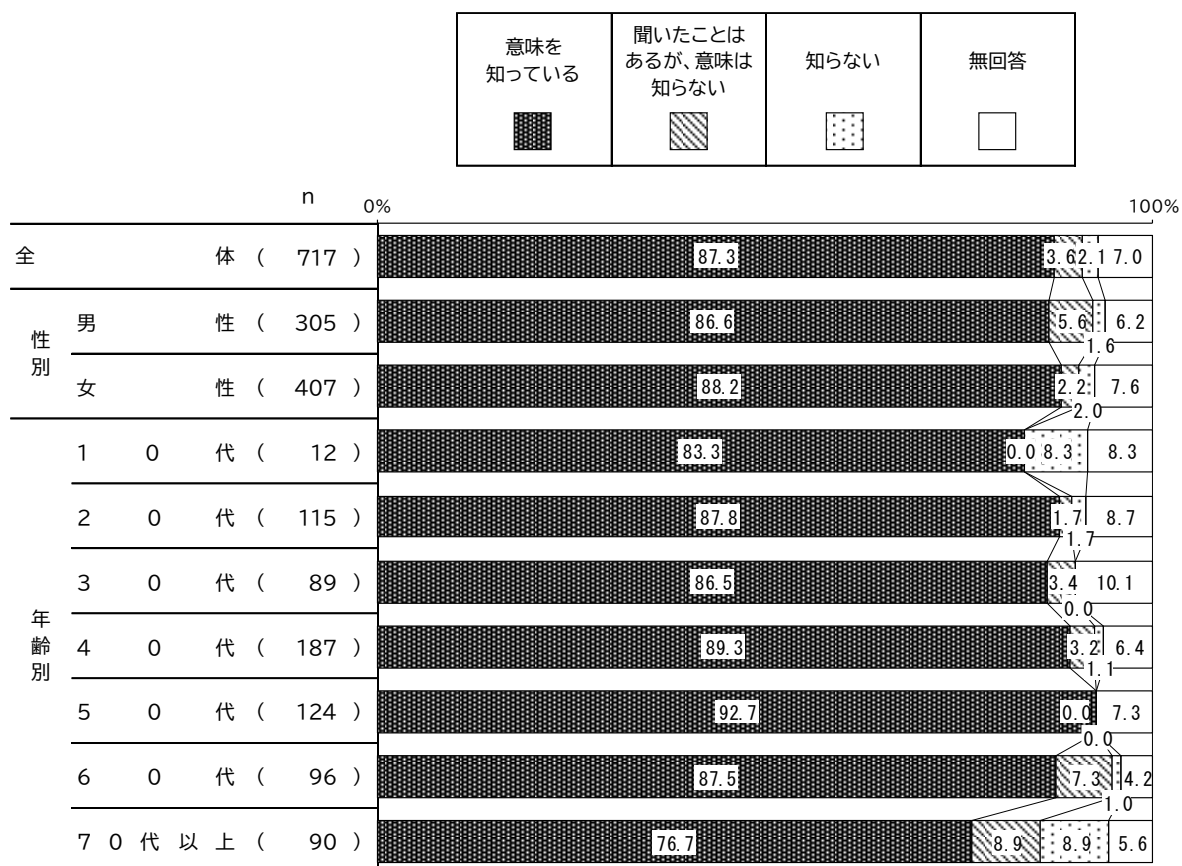 意味を
知っている
聞いたことは
あるが、意味は
知らない
知らない
無回答
n
0%
100%
全 体 ( 717 )
87.3 3.6 2.1 7.0
性別
男 性 ( 305 )
86.6 5.6 6.2
1.6
女 性 ( 407 )
88.2 2.2 7.6
2.0
年齢別
1 0 代 ( 12 )
83.3 0.0 8.3 8.3
2 0 代 ( 115 )
87.8 1.7 8.7
1.7
3 0 代 ( 89 )
86.5 3.4 10.1
0.0
4 0 代 ( 187 )
89.3 3.2 6.4
1.1
5 0 代 ( 124 )
92.7 0.0 7.3
0.0
6 0 代 ( 96 )
87.5 7.3 4.2
1.0
7 0 代 以 上 ( 90 )
76.7 8.9 8.9 5.6